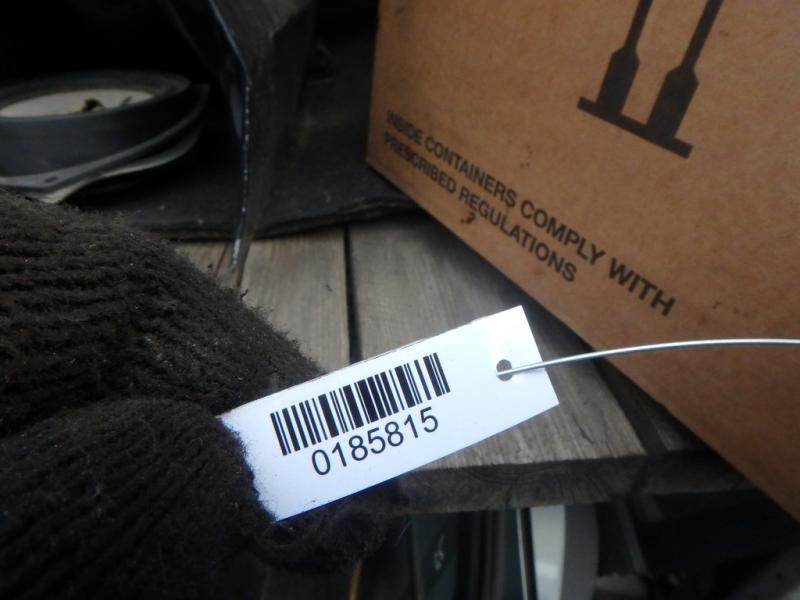 INSIDE CONTAINERS COMPLY WITH
PRESCRIBED REGULATIONS
0185815